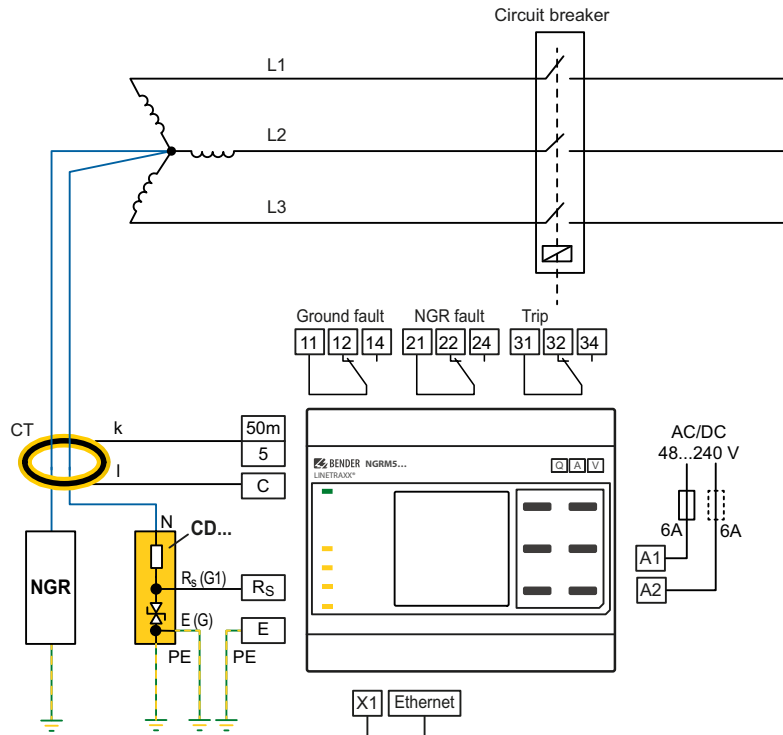 Circuit breaker
L1
L2
L3
Ground fault
NGR fault
Trip
11 12 14
21 22 24
31 32 34
CT
k
50m
5
l
C
BENDER NGRM5...
LINETRAXX®
Q A V
AC/DC
48...240 V
6A
6A
A1
A2
N
CD...
NGR
Rs (G1)
RS
E (G)
E
PE
PE
X1
Ethernet